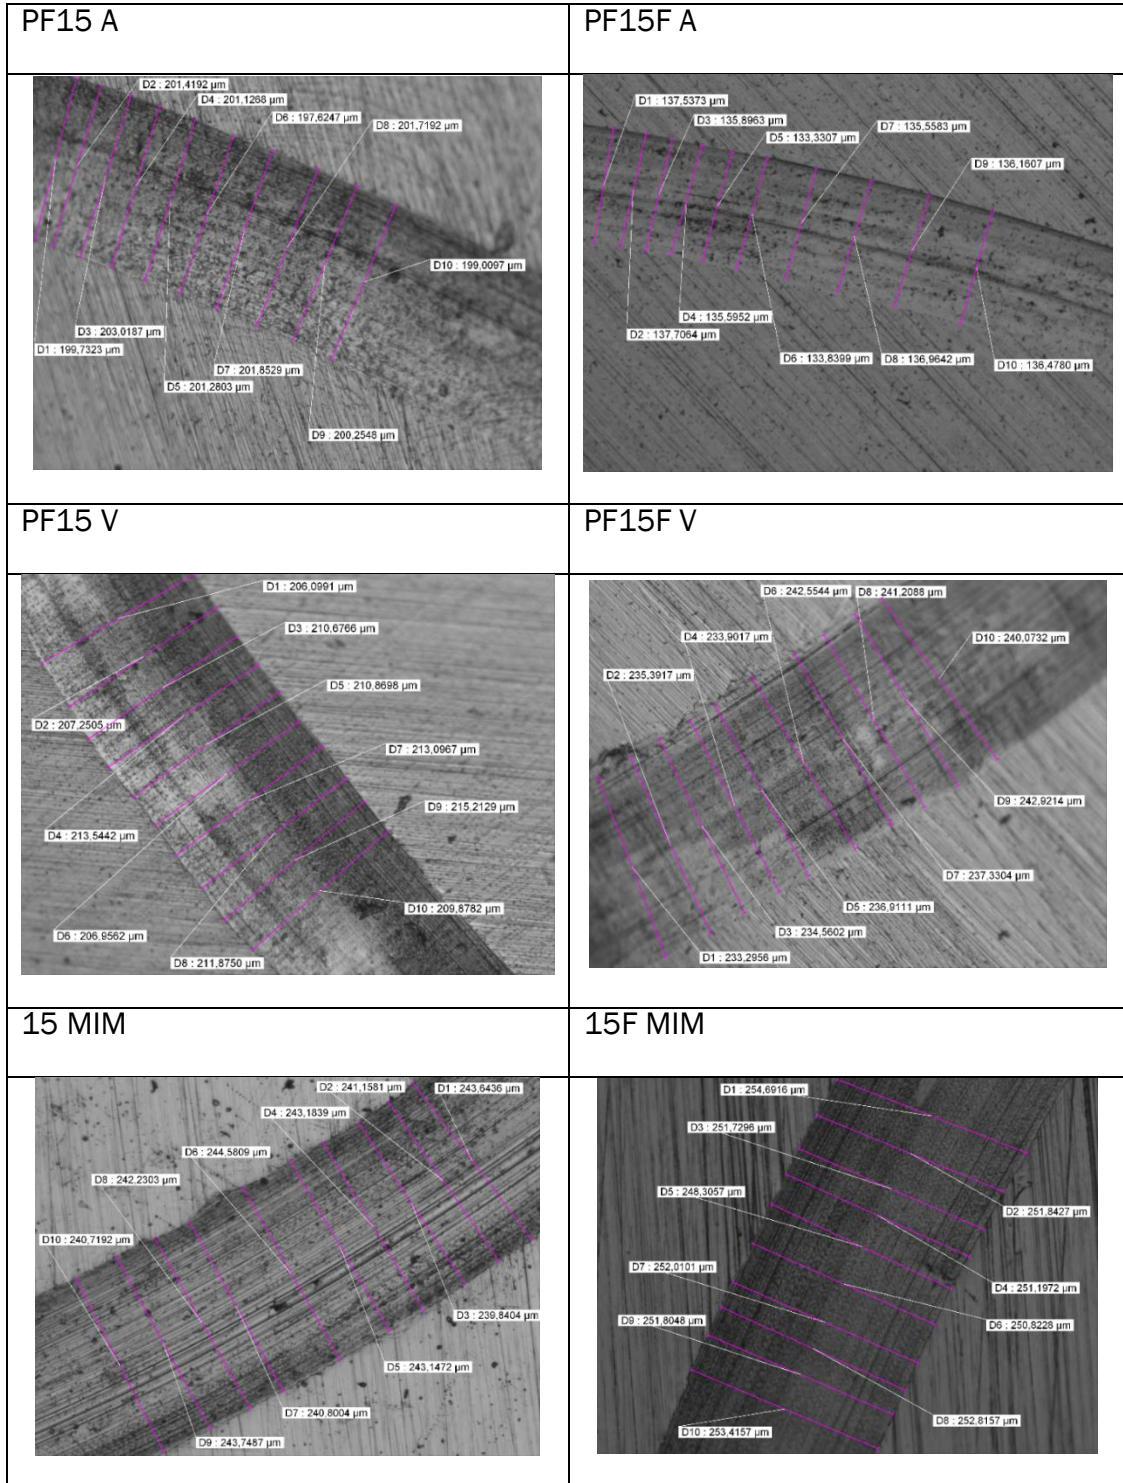 PF15 A
PF15F A
D2 : 201,4192 µm
D4 : 201,1268 µm
D6 : 197,6247 µm
D8 : 201,7192 µm
D10 : 199,0097 µm
D3 : 203,0187 µm
D1 : 199,7323 µm
D7 : 201,8529 µm
D5 : 201,2803 µm
D9 : 200,2548 µm
D1 : 137,5373 µm
D3 : 135,8963 µm
D5 : 133,3307 µm
D7 : 135,5583 µm
D9 : 136,1607 µm
D4 : 135,5952 µm
D2 : 137,7064 µm
D6 : 133,8399 µm
D8 : 136,9642 µm
D10 : 136,4780 µm
PF15 V
PF15F V
D1 : 206,0991 µm
D3 : 210,6766 µm
D5 : 210,8698 µm
D2 : 207,2505 µm
D7 : 213,0967 µm
D9 : 215,2129 µm
D4 : 213,5442 µm
D10 : 209,8782 µm
D6 : 206,9562 µm
D8 : 211,8750 µm
D6 : 242,5544 µm
D8 : 241,2088 µm
D4 : 233,9017 µm
D10 : 240,0732 µm
D2 : 235,3917 µm
D9 : 242,9214 µm
D7 : 237,3304 µm
D5 : 236,9111 µm
D3 : 234,5602 µm
D1 : 233,2956 µm
15 MIM
15F MIM
D2 : 241,1581 µm
D1 : 243,6436 µm
D4 : 243,1839 µm
D6 : 244,5809 µm
D8 : 242,2303 µm
D10 : 240,7192 µm
D3 : 239,8404 µm
D5 : 243,1472 µm
D7 : 240,8004 µm
D9 : 243,7487 µm
D1 : 254,6916 µm
D3 : 251,7296 µm
D5 : 248,3057 µm
D2 : 251,8427 µm
D7 : 252,0101 µm
D4 : 251,1972 µm
D9 : 251,8048 µm
D6 : 250,8228 µm
D8 : 252,8157 µm
D10 : 253,4157 µm